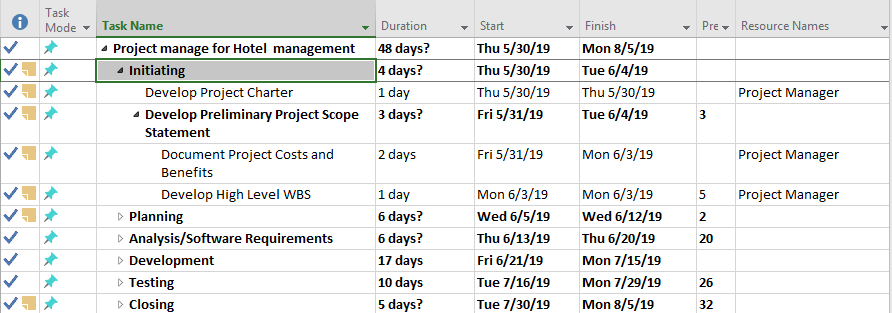 Task Mode Task Name Duration Start Finish Pre Resource Names
Project manage for Hotel management 48 days? Thu 5/30/19 Mon 8/5/19
Initiating 4 days? Thu 5/30/19 Tue 6/4/19
Develop Project Charter 1 day Thu 5/30/19 Thu 5/30/19 Project Manager
Develop Preliminary Project Scope 3 days? Fri 5/31/19 Tue 6/4/19 3
Statement
Document Project Costs and 2 days Fri 5/31/19 Mon 6/3/19 Project Manager
Benefits
Develop High Level WBS 1 day Mon 6/3/19 Mon 6/3/19 5 Project Manager
Planning 6 days? Wed 6/5/19 Wed 6/12/19 2
Analysis/Software Requirements 6 days? Thu 6/13/19 Thu 6/20/19 20
Development 17 days Fri 6/21/19 Mon 7/15/19
Testing 10 days Tue 7/16/19 Mon 7/29/19 26
Closing 5 days? Tue 7/30/19 Mon 8/5/19 32